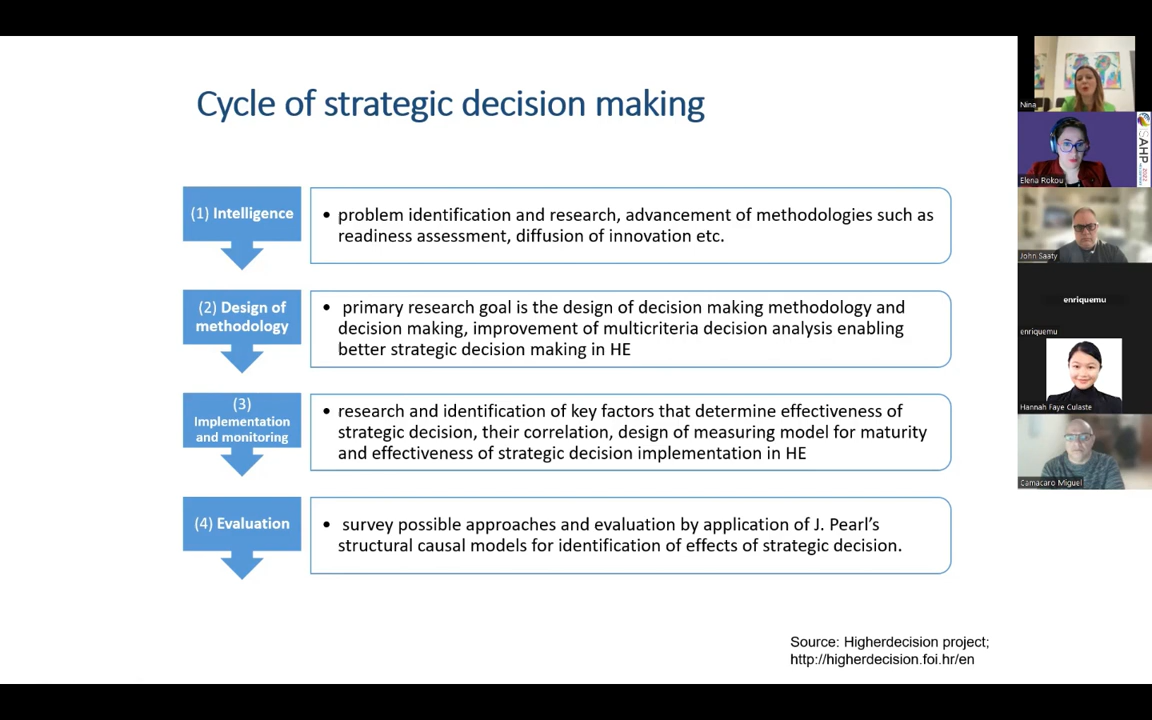 Cycle of strategic decision making
(1) Intelligence
• problem identification and research, advancement of methodologies such as
readiness assessment, diffusion of innovation etc.
(2) Design of
methodology
• primary research goal is the design of decision making methodology and
decision making, improvement of multicriteria decision analysis enabling
better strategic decision making in HE
(3)
Implementation
and monitoring
• research and identification of key factors that determine effectiveness of
strategic decision, their correlation, design of measuring model for maturity
and effectiveness of strategic decision implementation in HE
(4) Evaluation
• survey possible approaches and evaluation by application of J. Pearl’s
structural causal models for identification of effects of strategic decision.
Source: Higherdecision project;
http://higherdecision.foi.hr/en
Nina
Elena Rokou
AHP
John Saaty
enriquemu
enriquemu
Hannah Faye Culaste
Camacaro Miguel